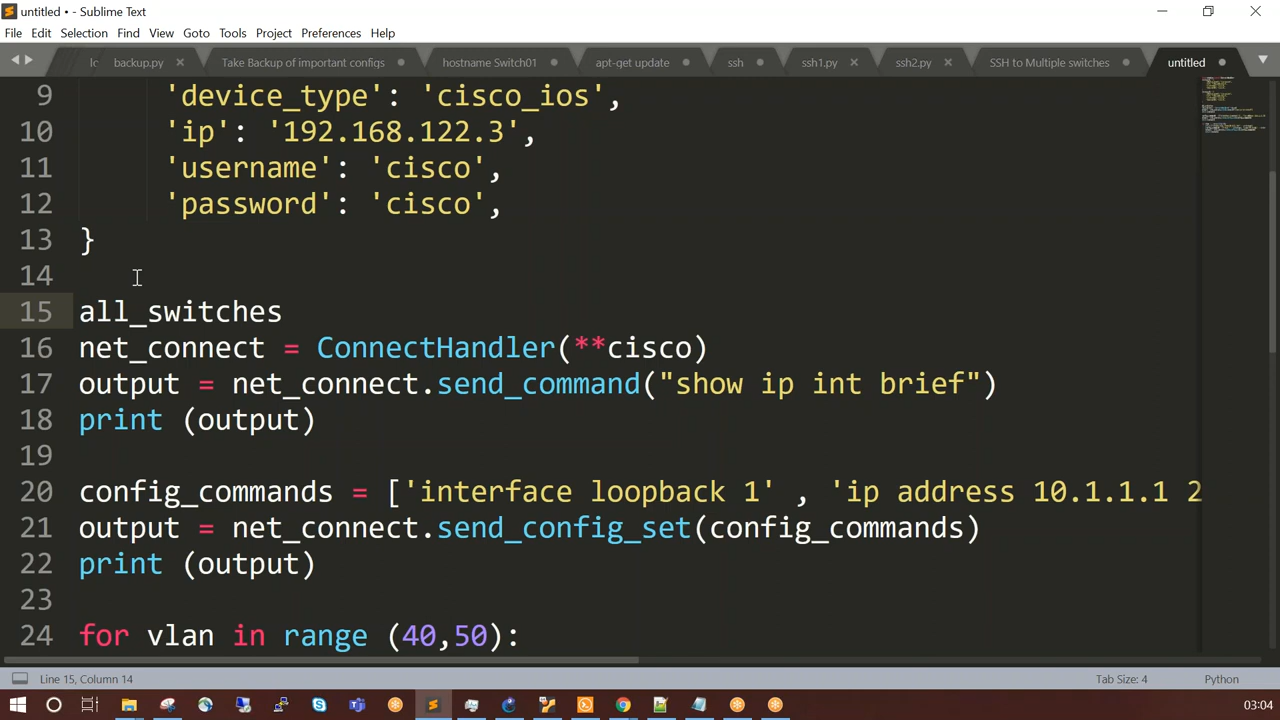 untitled • - Sublime Text
File Edit Selection Find View Goto Tools Project Preferences Help
backup.py Take Backup of important configs hostname Switch01 apt-get update ssh ssh1.py ssh2.py SSH to Multiple switches untitled
9 'device_type': 'cisco_ios',
10 'ip': '192.168.122.3',
11 'username': 'cisco',
12 'password': 'cisco',
13 }
14
15 all_switches
16 net_connect = ConnectHandler(**cisco)
17 output = net_connect.send_command("show ip int brief")
18 print (output)
19
20 config_commands = ['interface loopback 1' , 'ip address 10.1.1.1 2
21 output = net_connect.send_config_set(config_commands)
22 print (output)
23
24 for vlan in range (40,50):
Line 15, Column 14 Tab Size: 4 Python
03:04